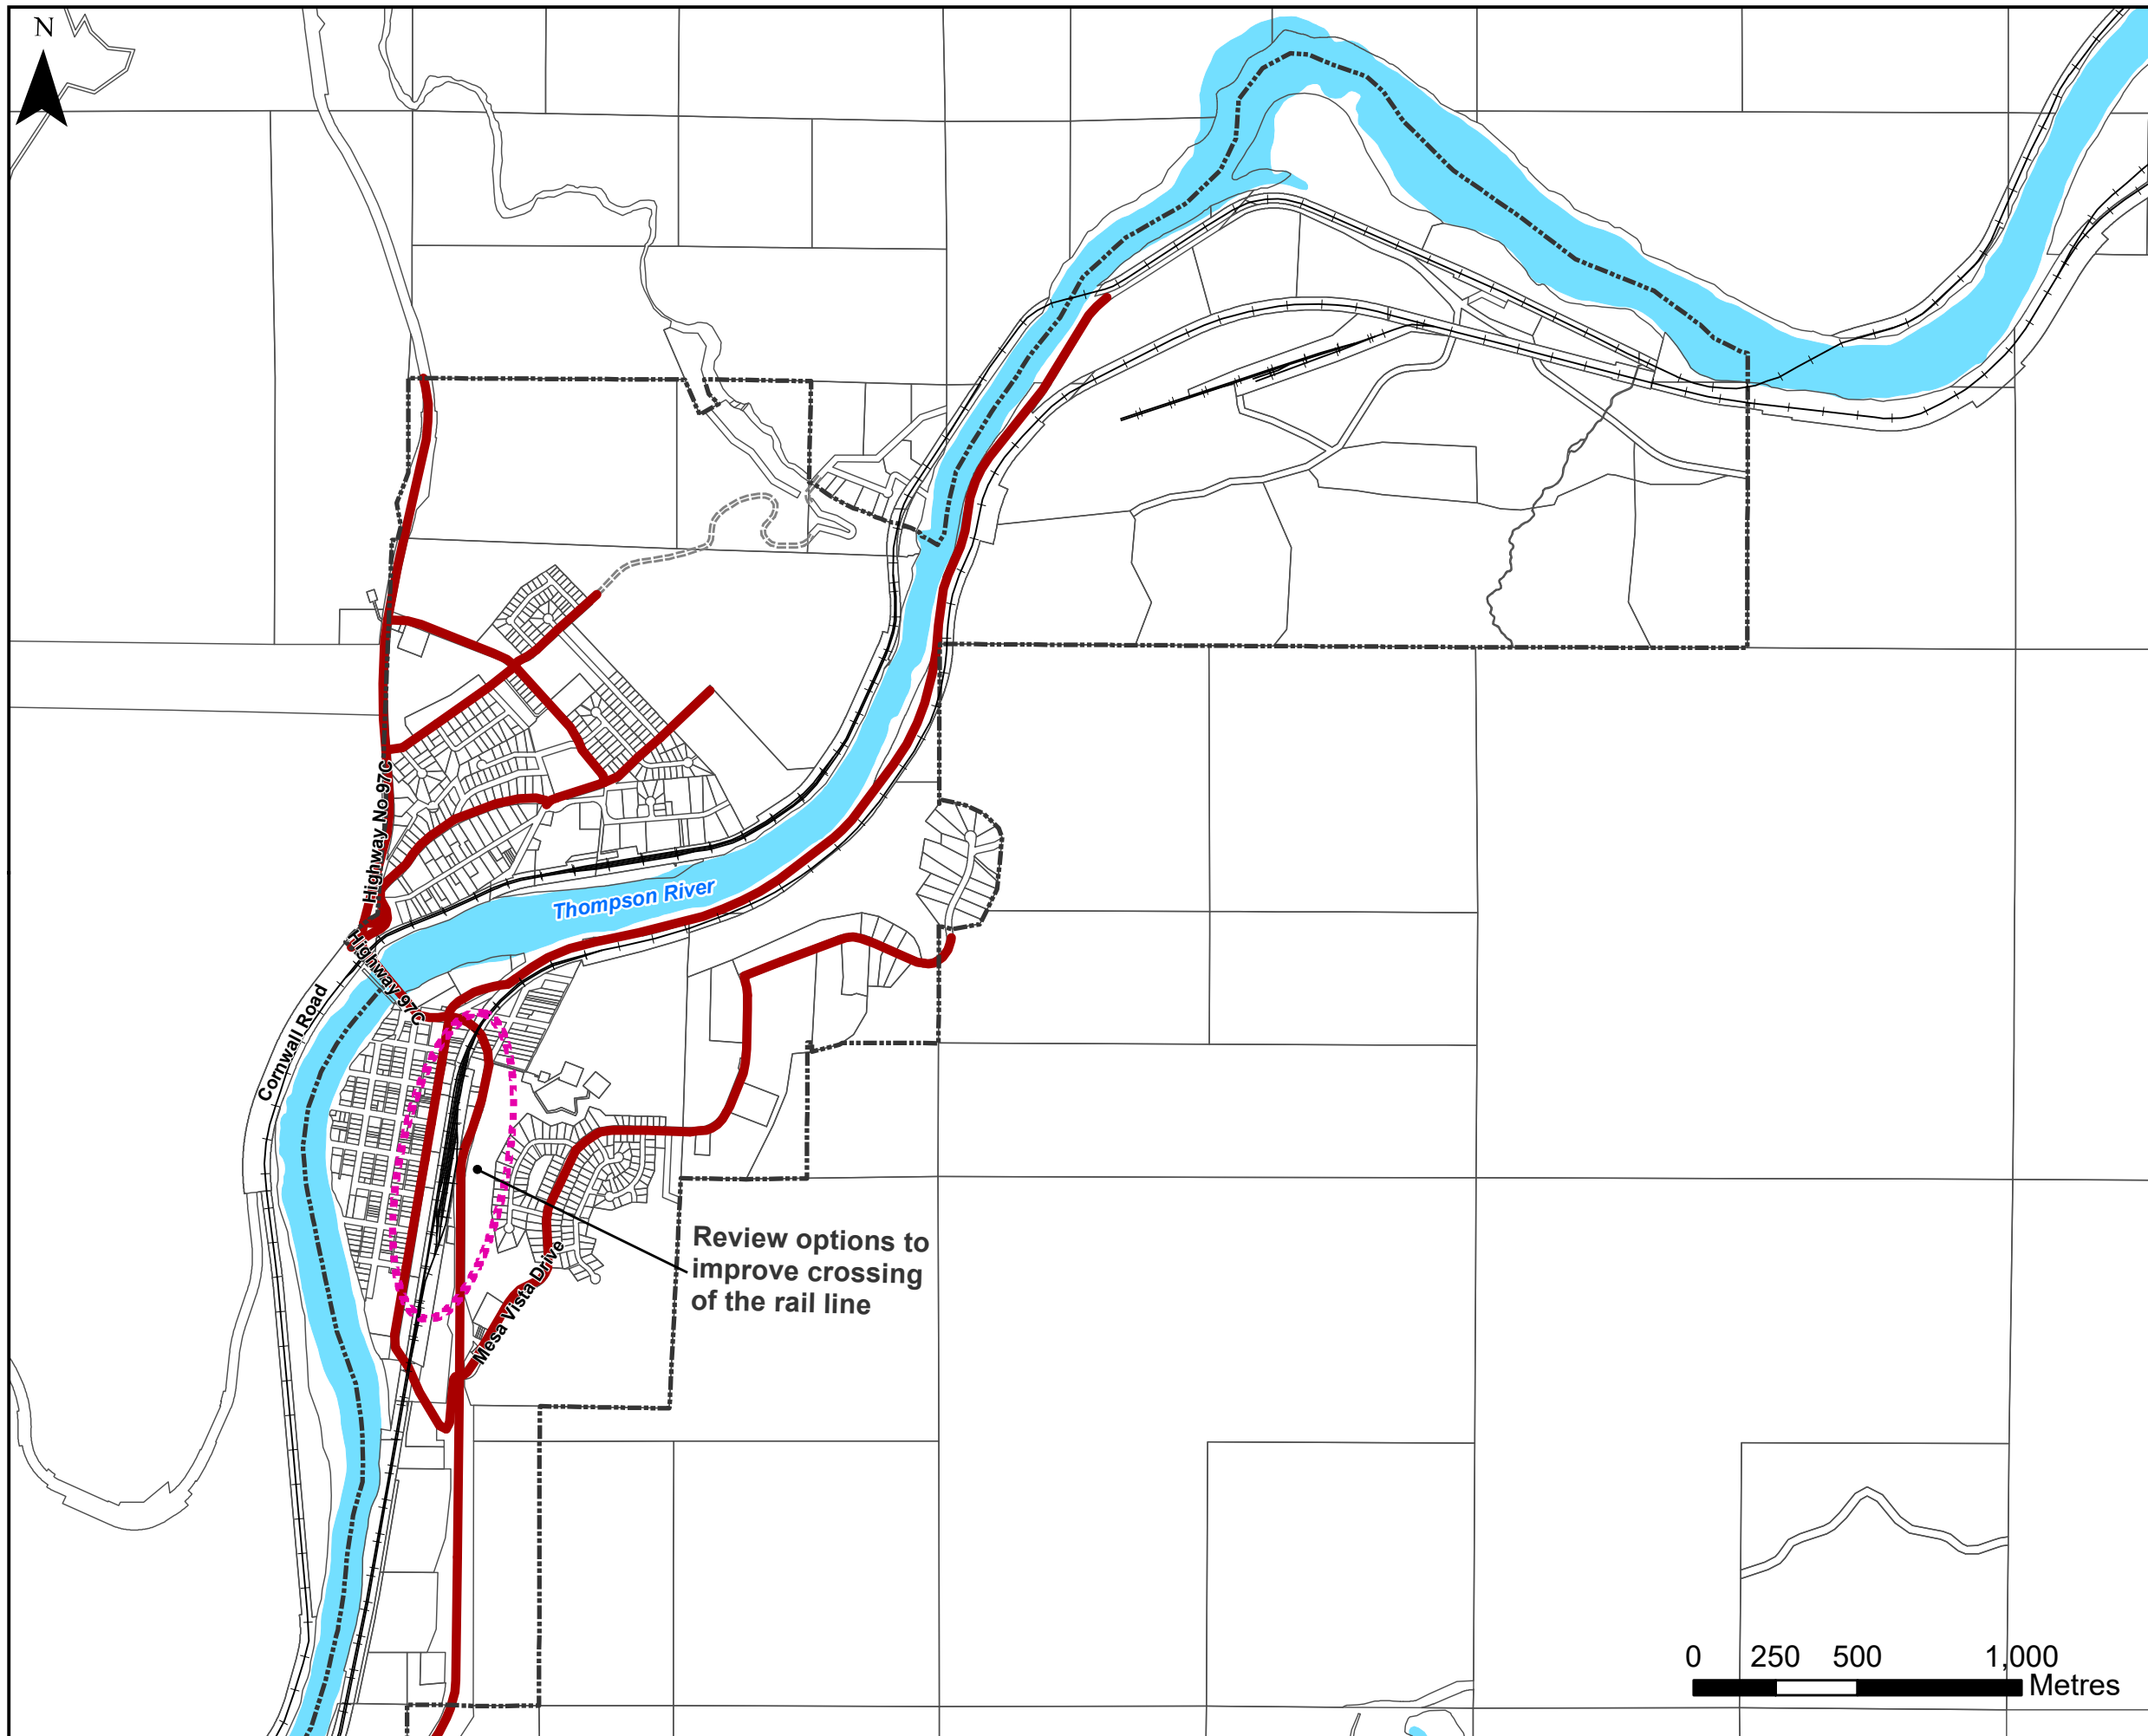 N
Highway No 97C
Thompson River
Highway 97C
Cornwall Road
Review options to
improve crossing
of the rail line
Mesa Vista Drive
0 250 500 1,000
Metres